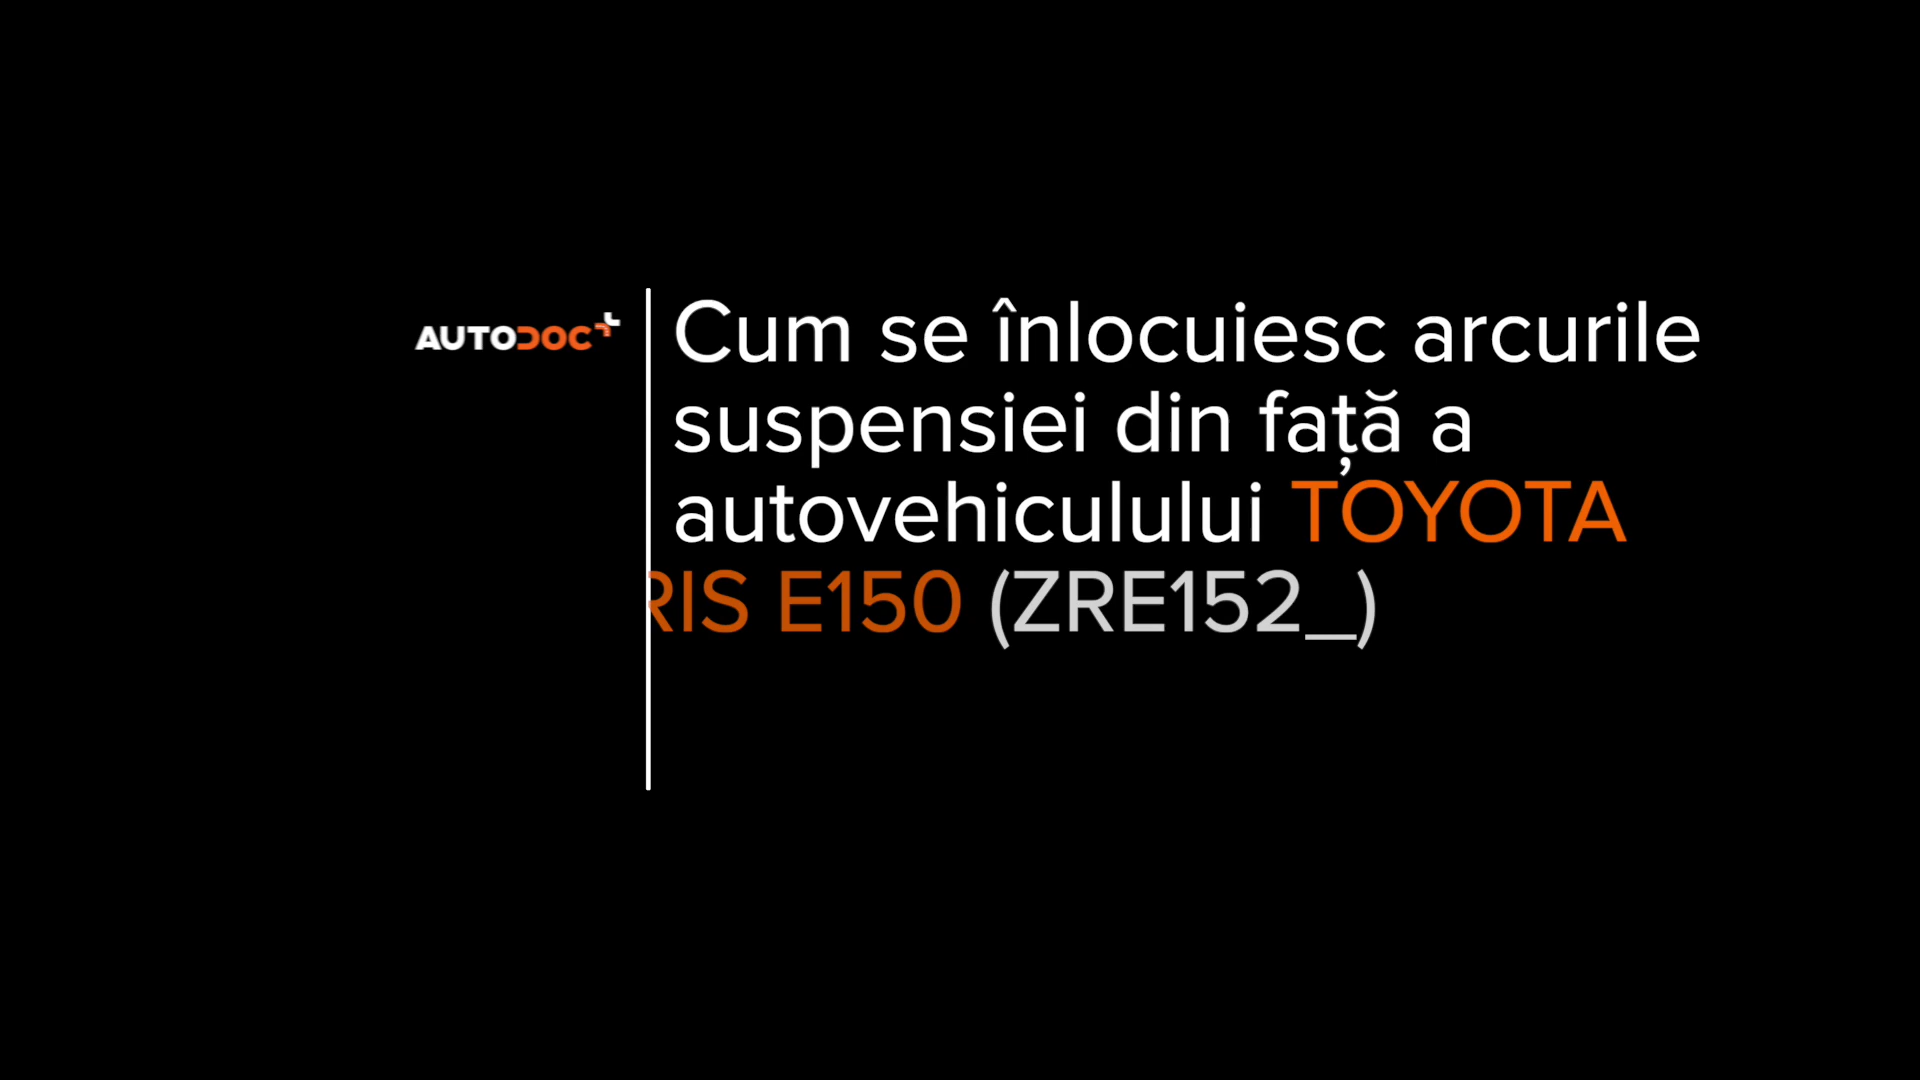 AUTODOC
Cum se înlocuiesc arcurile
suspensiei din față a
autovehiculului TOYOTA
RIS E150 (ZRE152_)